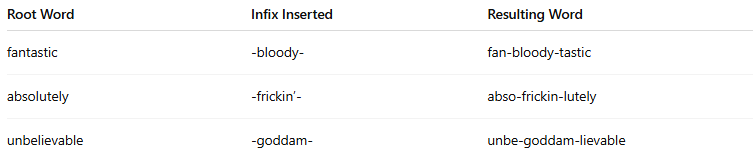 Root Word Infix Inserted Resulting Word
fantastic -bloody- fan-bloody-tastic
absolutely -frickin’- abso-frickin-lutely
unbelievable -goddam- unbe-goddam-lievable